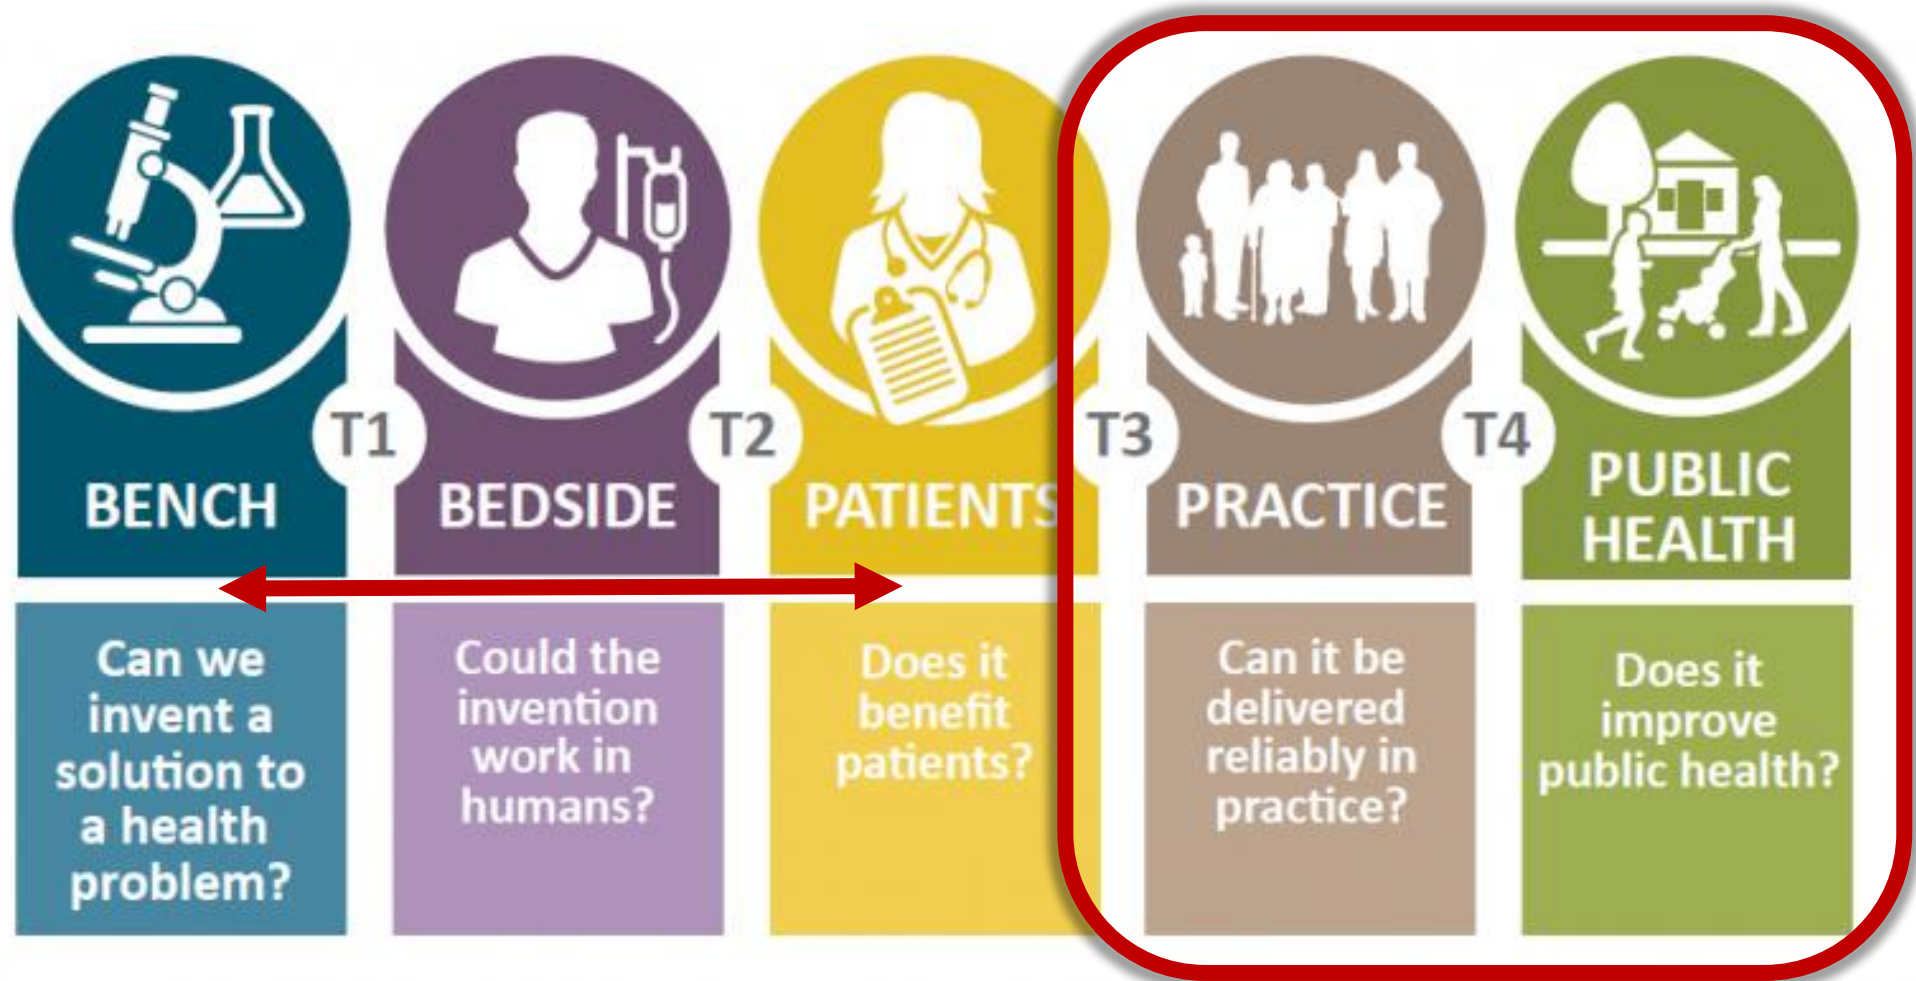 BENCH
Can we
invent a
solution to
a health
problem?
T1
BEDSIDE
Could the
invention
work in
humans?
T2
PATIENTS
Does it
benefit
patients?
T3
PRACTICE
Can it be
delivered
reliably in
practice?
T4
PUBLIC
HEALTH
Does it
improve
public health?